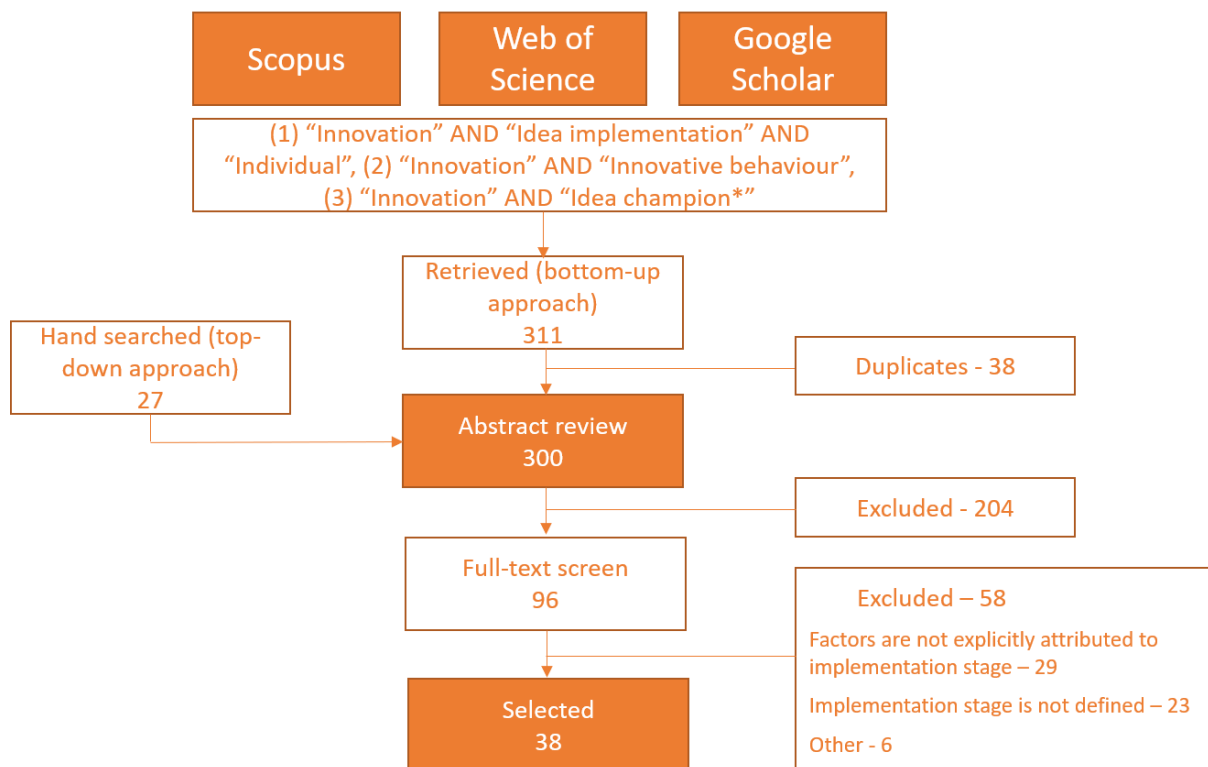 Scopus
Web of
Science
Google
Scholar
(1) “Innovation” AND “Idea implementation” AND
“Individual”, (2) “Innovation” AND “Innovative behaviour”,
(3) “Innovation” AND “Idea champion*”
Retrieved (bottom-up
approach)
311
Hand searched (top-
down approach)
27
Duplicates - 38
Abstract review
300
Excluded - 204
Full-text screen
96
Excluded – 58
Factors are not explicitly attributed to
implementation stage – 29
Implementation stage is not defined – 23
Other - 6
Selected
38